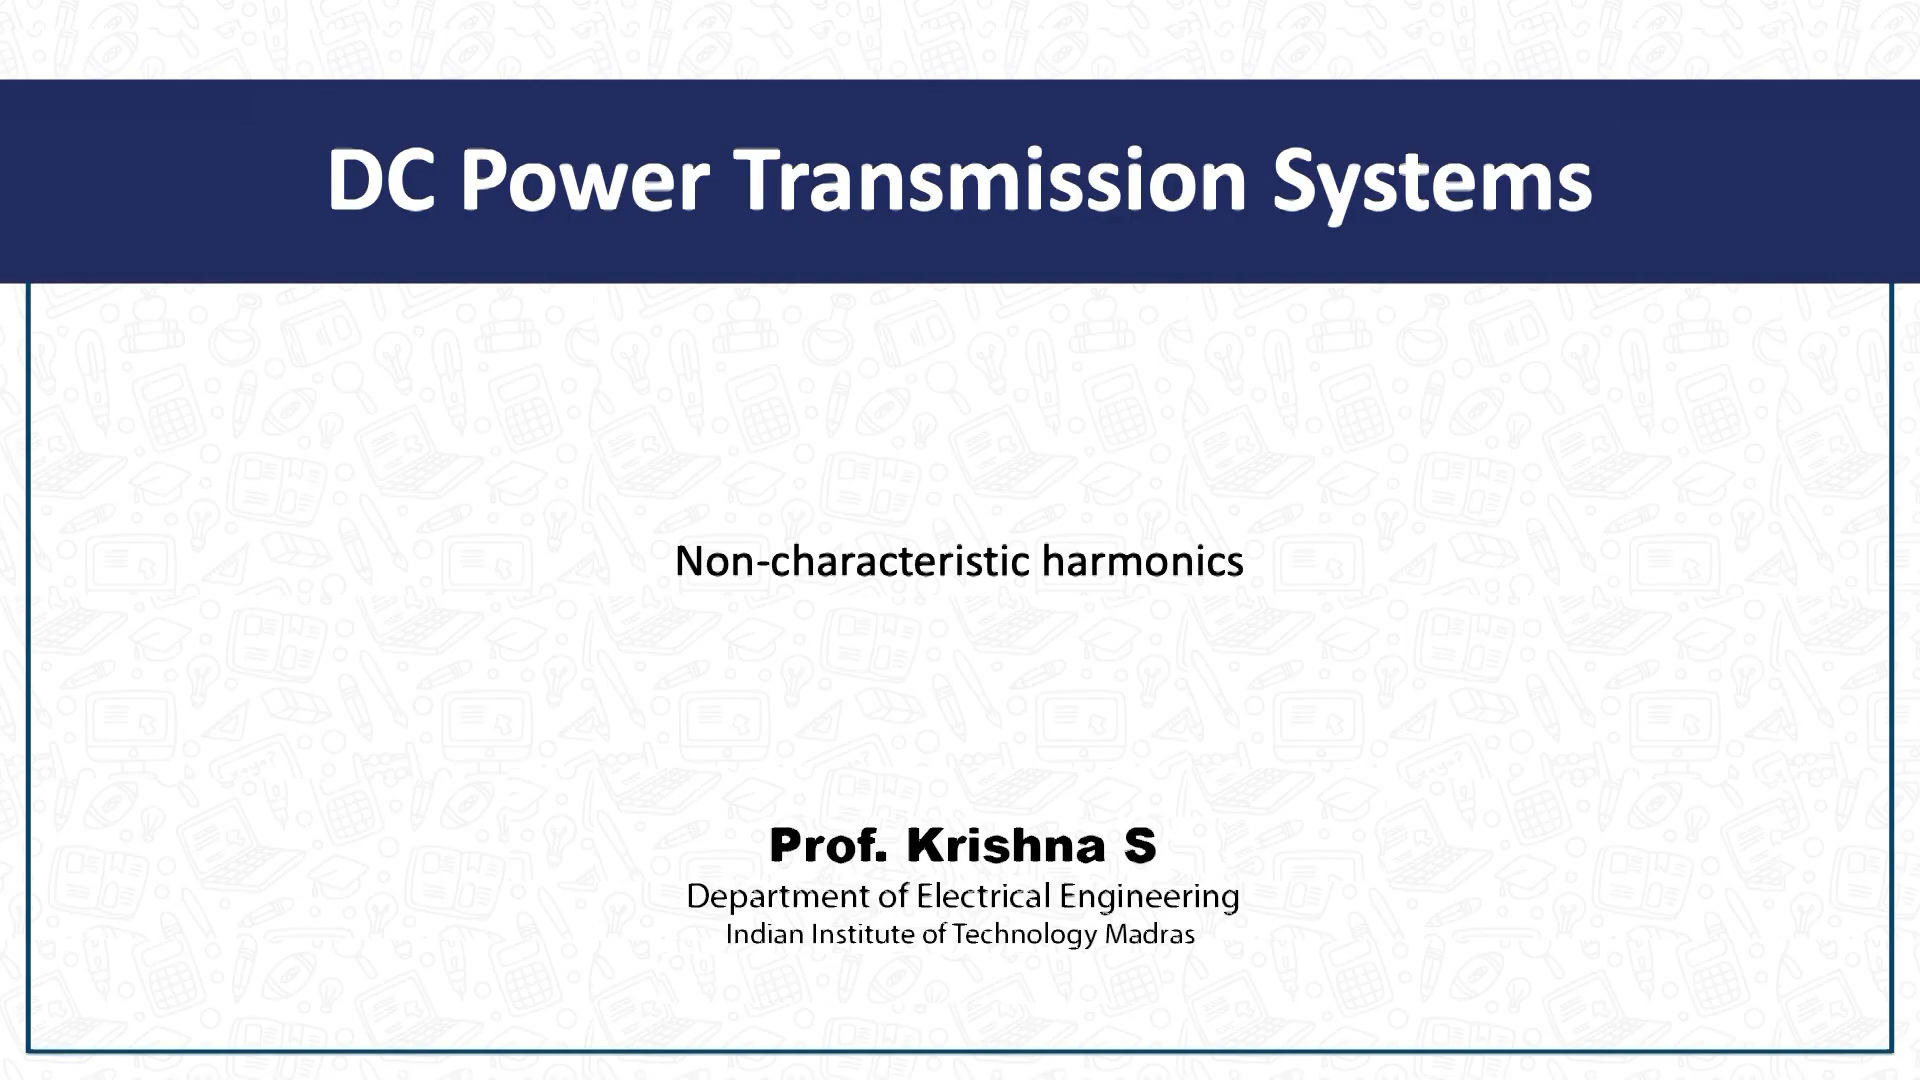 DC Power Transmission Systems
Non-characteristic harmonics
Prof. Krishna S
Department of Electrical Engineering
Indian Institute of Technology Madras